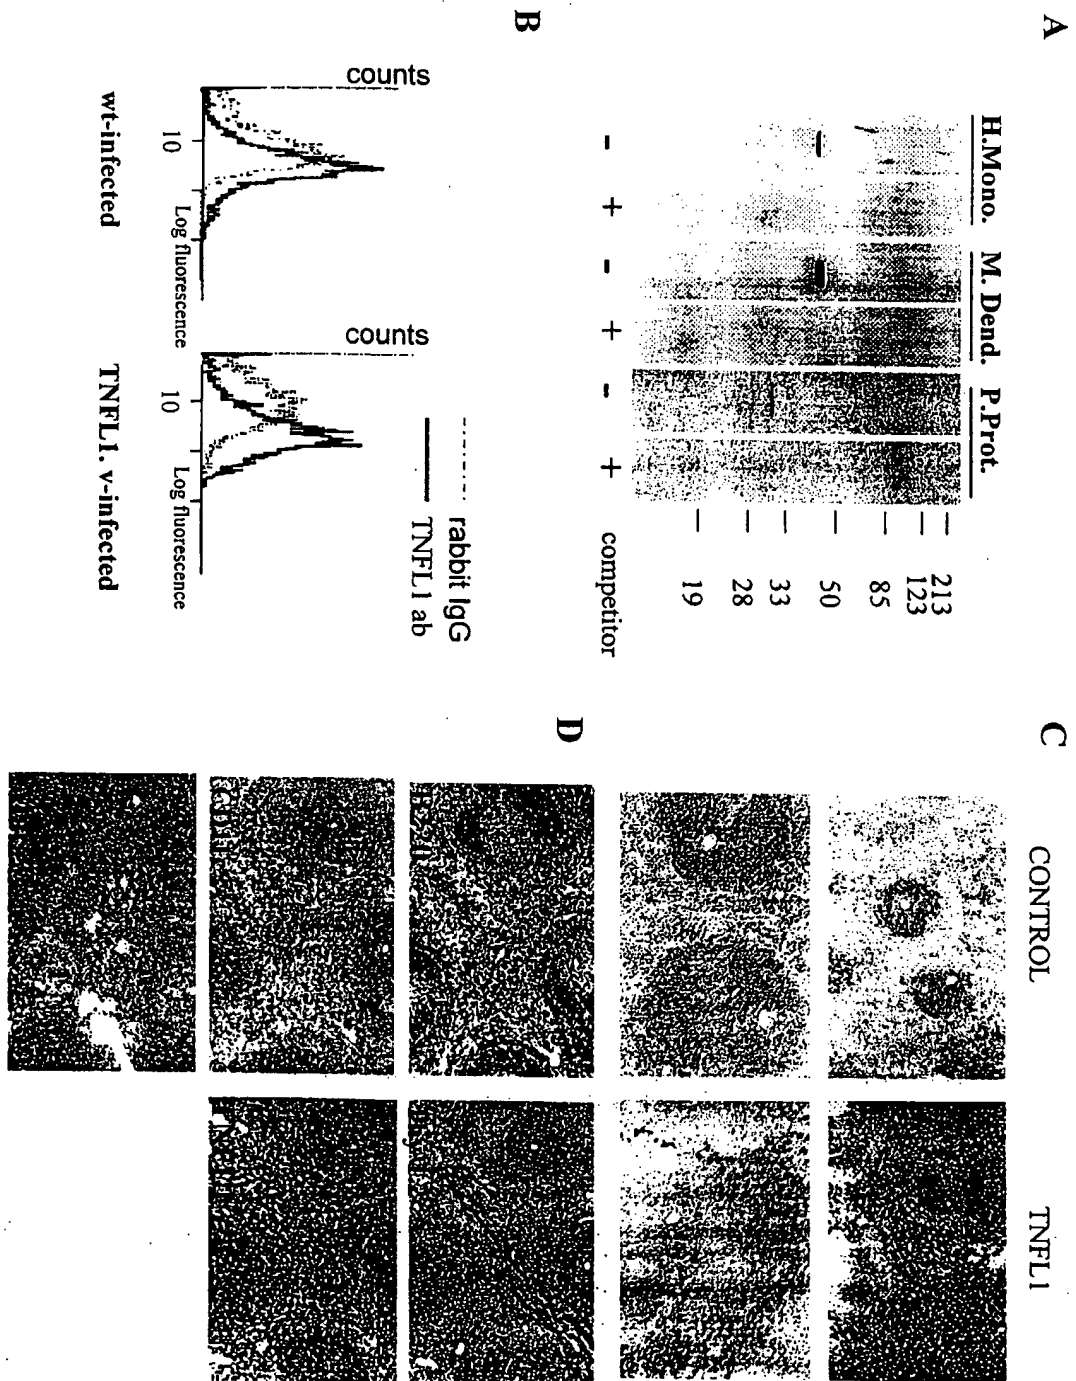 A
H.Mono. M. Dend. P.Prot.
213
123
85
50
33
28
19
- + - + - + competitor
B
rabbit IgG
TNFL1 ab
counts
10
Log fluorescence
wt-infected
counts
10
Log fluorescence
TNFL1. v-infected
C
CONTROL TNFL1
D